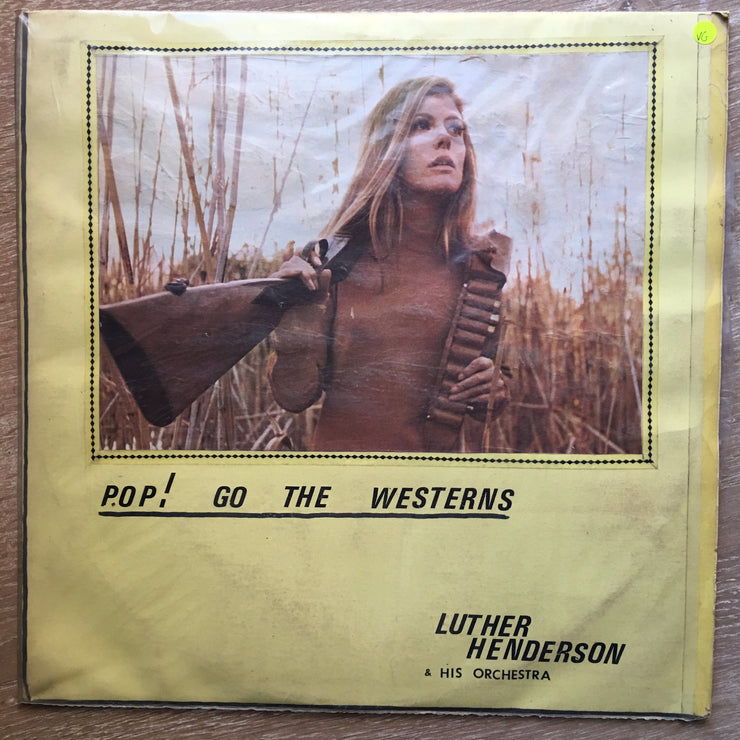 VG
POP! GO THE WESTERNS
LUTHER
HENDERSON
& HIS ORCHESTRA